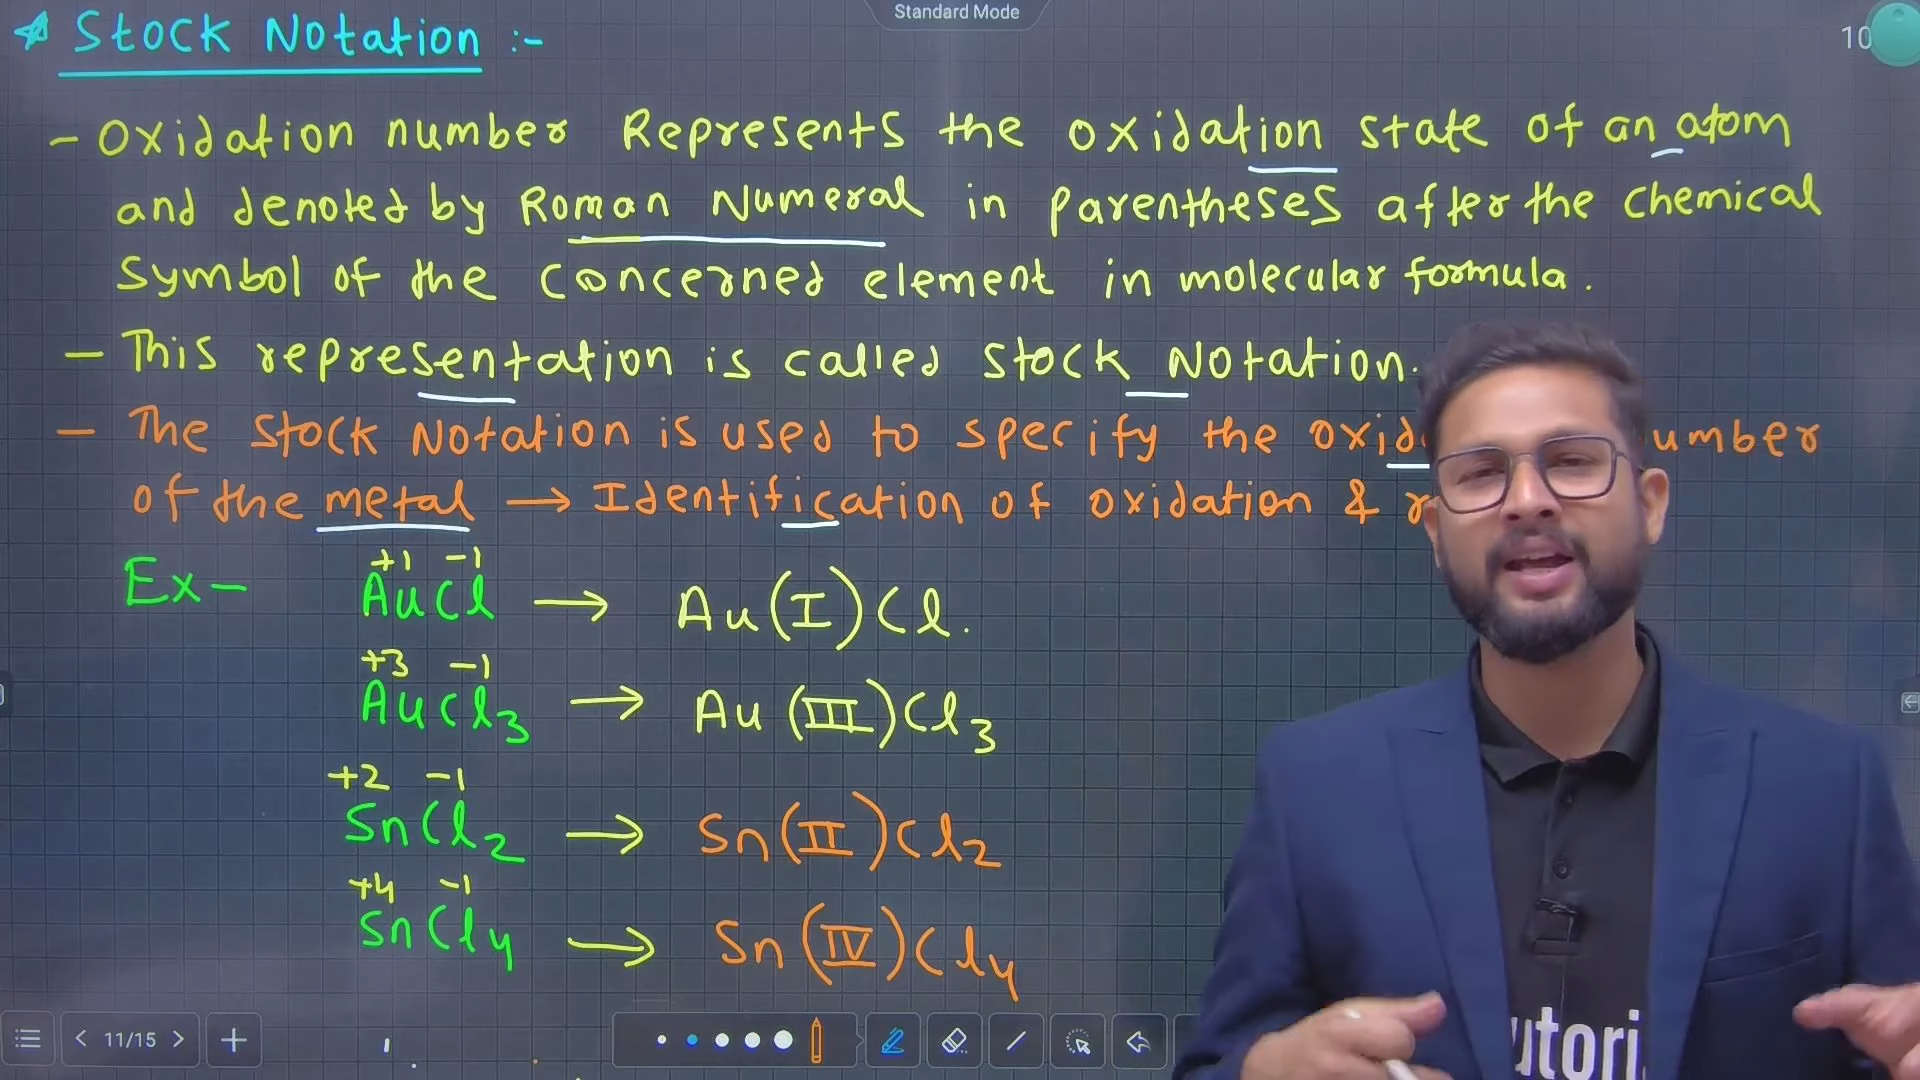 Standard Mode
10
* Stock Notation :-
- Oxidation number Represents the oxidation state of an atom
and denoted by Roman Numeral in parentheses after the chemical
Symbol of the concerned element in molecular formula.
- This representation is called Stock Notation.
- The Stock Notation is used to specify the umber
of the metal → Identification of oxidation &
Ex- +1 -1
AuCl → Au(I)Cl.
+3 -1
AuCl3 → Au(III)Cl3
+2 -1
SnCl2 → Sn(II)Cl2
+4 -1
SnCl4 → Sn(IV)Cl4
utori
11/15